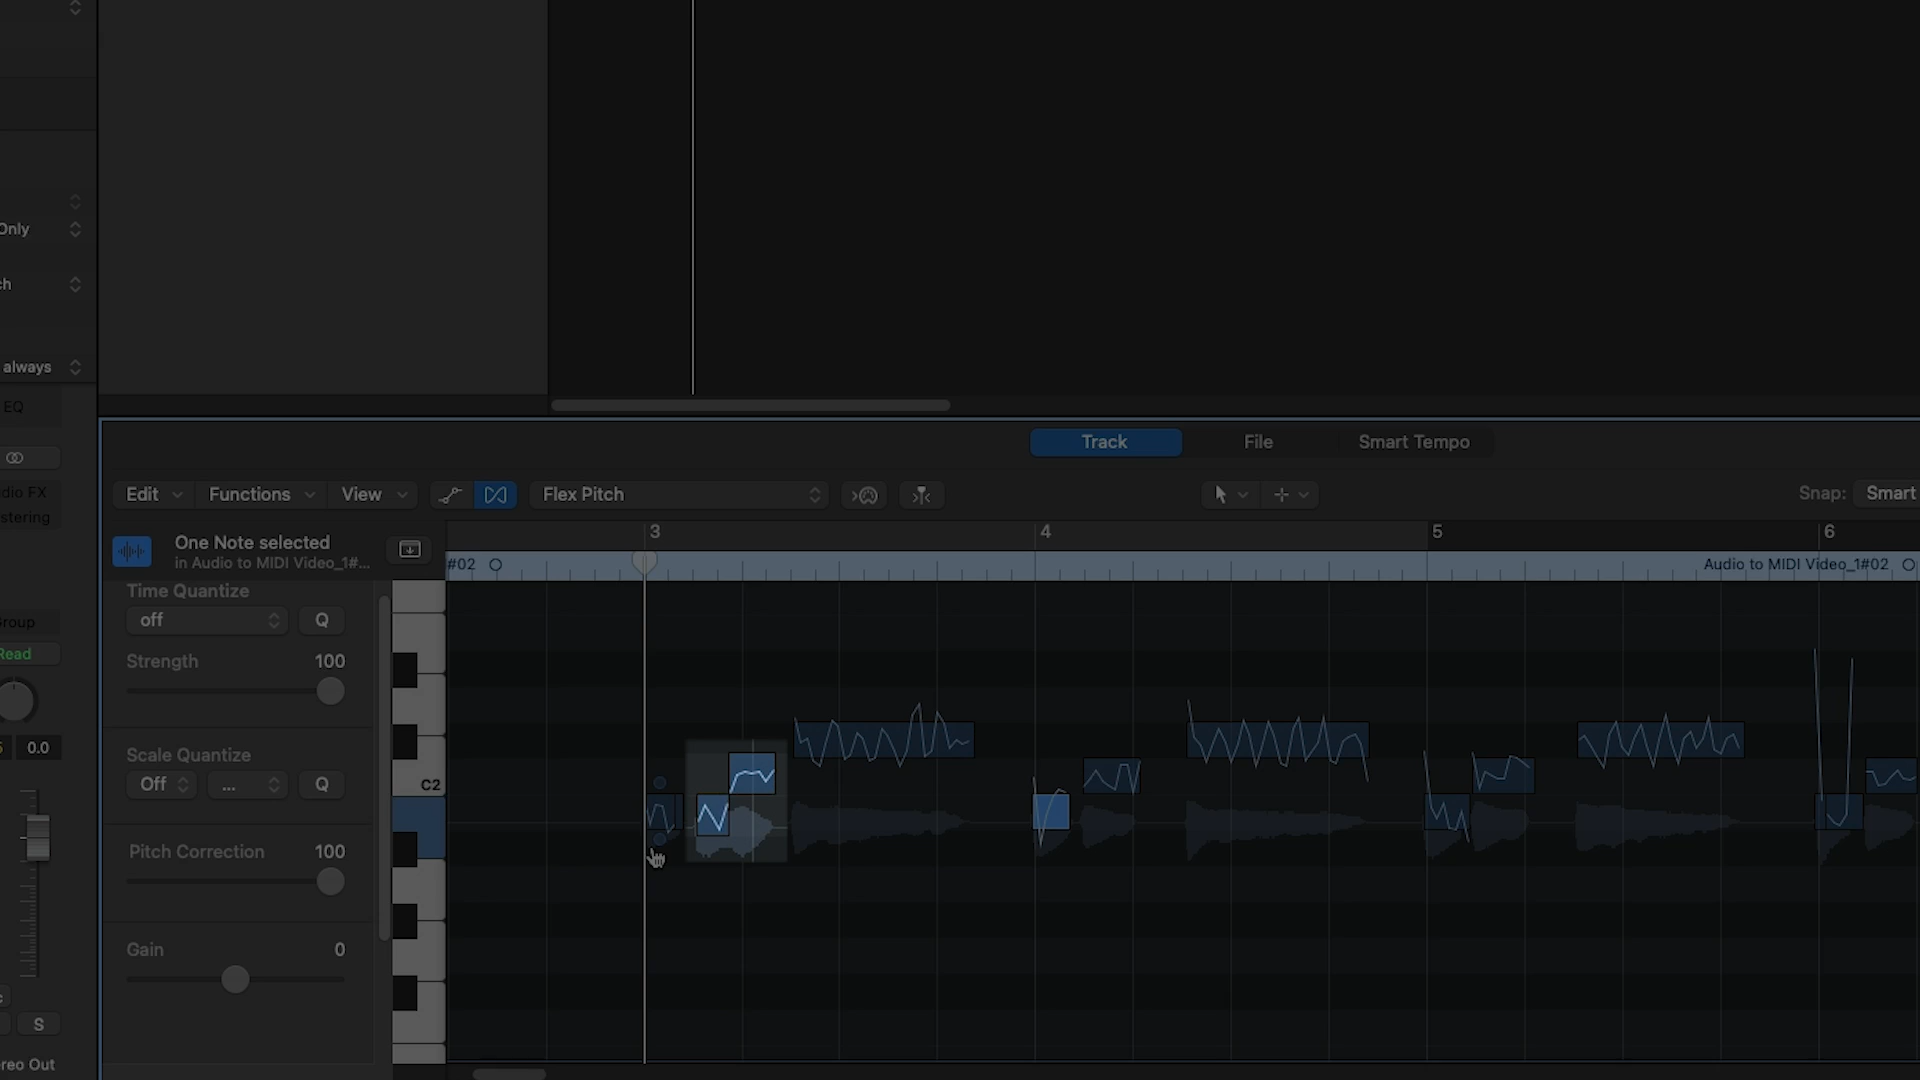 Only
ch
always
EQ
dio FX
stering
Group
Read
0.0
S
reo Out
Track File Smart Tempo
Edit Functions View Flex Pitch Snap: Smart
3 4 5 6
One Note selected
in Audio to MIDI Video_1#...
#02 Audio to MIDI Video_1#02
Time Quantize
off Q
Strength 100
Scale Quantize
Off ... Q
C2
Pitch Correction 100
Gain 0